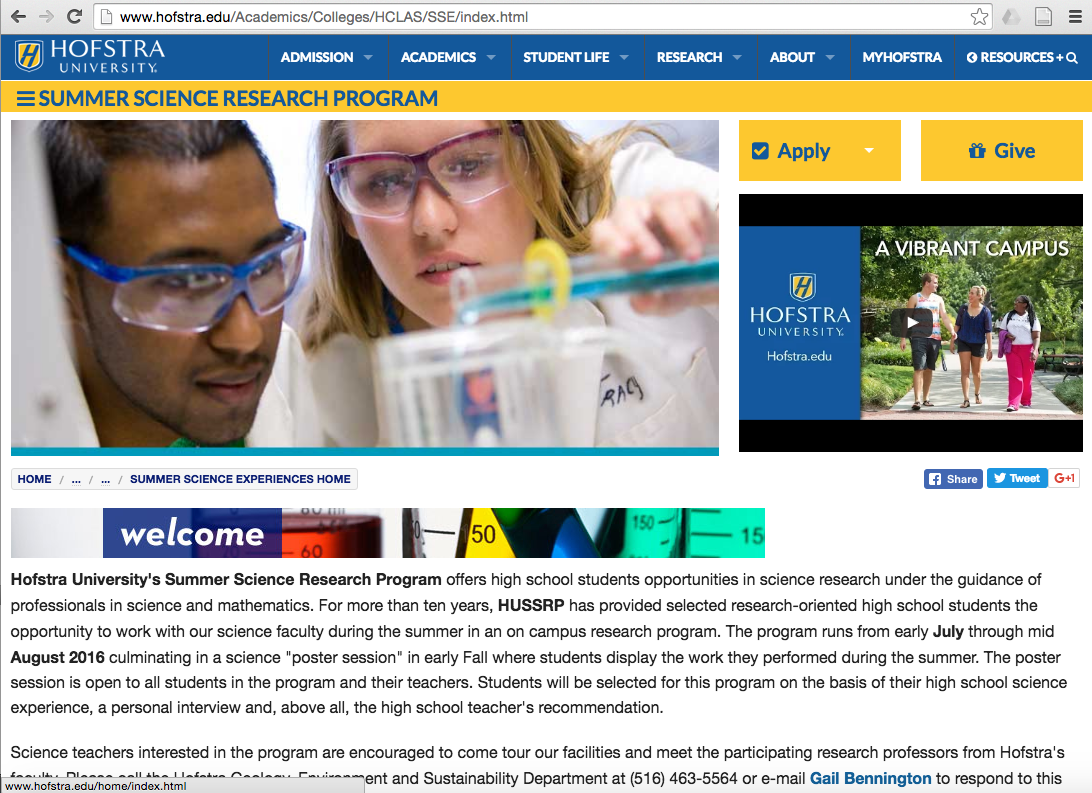 www.hofstra.edu/Academics/Colleges/HCLAS/SSE/index.html
HOFSTRA UNIVERSITY.
ADMISSION ACADEMICS STUDENT LIFE RESEARCH ABOUT MYHOFSTRA RESOURCES +
SUMMER SCIENCE RESEARCH PROGRAM
Apply Give
TRACY
A VIBRANT CAMPUS
HOFSTRA
UNIVERSITY.
Hofstra.edu
HOME / ... / ... / SUMMER SCIENCE EXPERIENCES HOME
Share Tweet G+1
welcome
60 50 150 15
Hofstra University's Summer Science Research Program offers high school students opportunities in science research under the guidance of
professionals in science and mathematics. For more than ten years, HUSSRP has provided selected research-oriented high school students the
opportunity to work with our science faculty during the summer in an on campus research program. The program runs from early July through mid
August 2016 culminating in a science "poster session" in early Fall where students display the work they performed during the summer. The poster
session is open to all students in the program and their teachers. Students will be selected for this program on the basis of their high school science
experience, a personal interview and, above all, the high school teacher's recommendation.
Science teachers interested in the program are encouraged to come tour our facilities and meet the participating research professors from Hofstra's
faculty. Please call the Hofstra Geology, Environment and Sustainability Department at (516) 463-5564 or e-mail Gail Bennington to respond to this
www.hofstra.edu/home/index.html